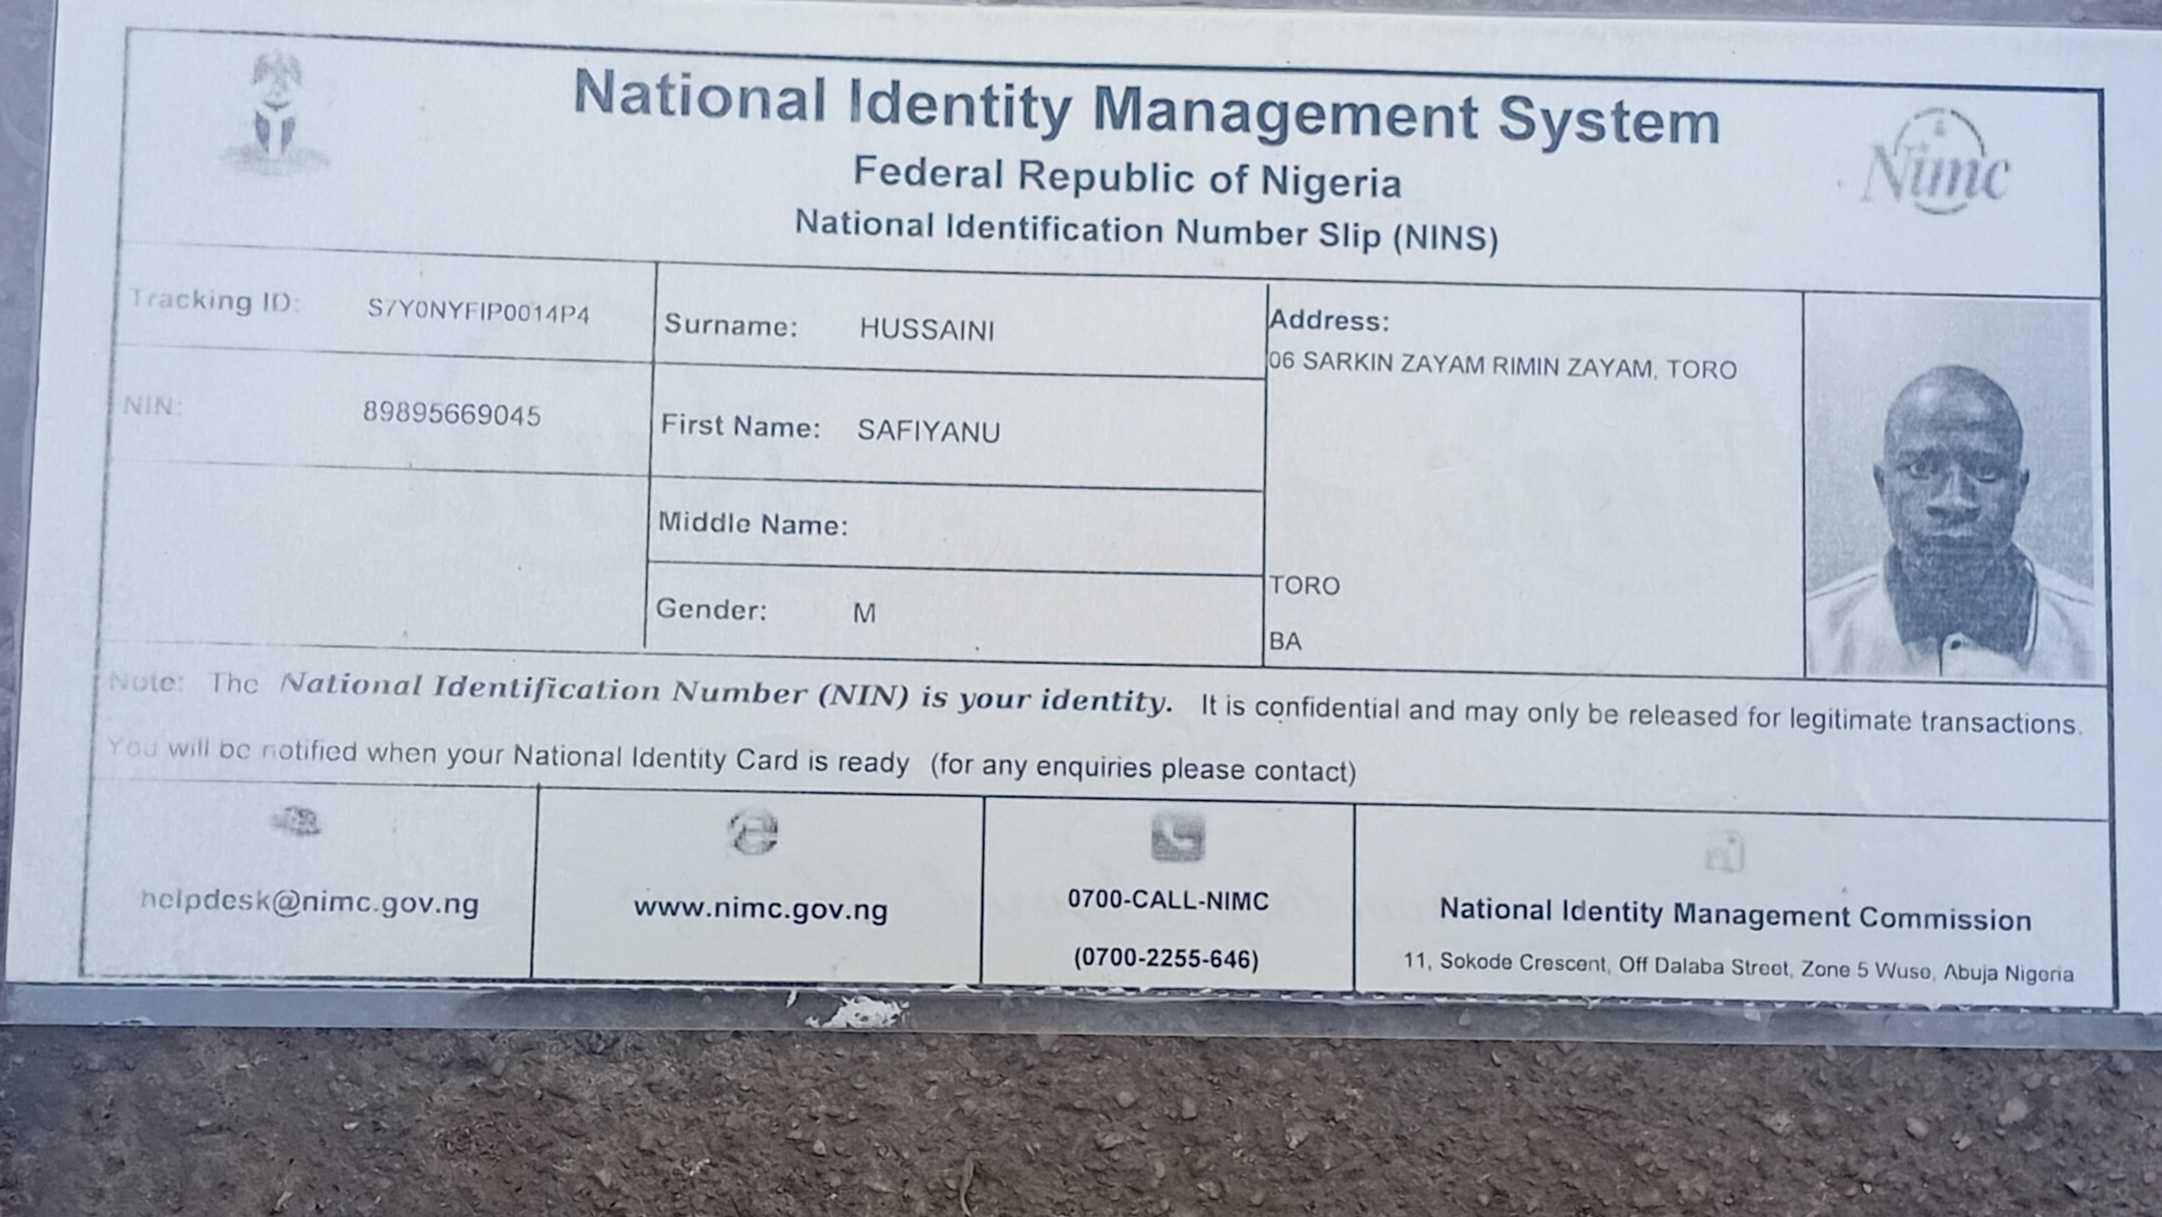 National Identity Management System
Federal Republic of Nigeria
National Identification Number Slip (NINS)
Nimc
Tracking ID: S7Y0NYFIP0014P4
Surname: HUSSAINI
Address:
06 SARKIN ZAYAM RIMIN ZAYAM, TORO
NIN: 89895669045
First Name: SAFIYANU
Middle Name:
TORO
Gender: M
BA
Note: The National Identification Number (NIN) is your identity. It is confidential and may only be released for legitimate transactions.
You will be notified when your National Identity Card is ready (for any enquiries please contact)
helpdesk@nimc.gov.ng
www.nimc.gov.ng
0700-CALL-NIMC
(0700-2255-646)
National Identity Management Commission
11, Sokode Crescent, Off Dalaba Street, Zone 5 Wuse, Abuja Nigeria